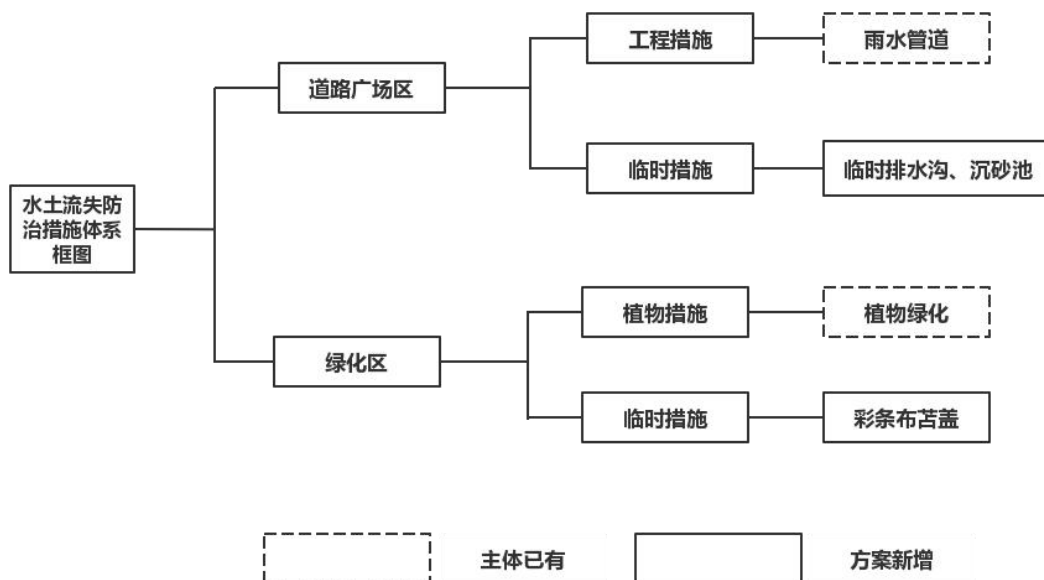 工程措施
雨水管道
道路广场区
临时措施
临时排水沟、沉砂池
水土流失防
治措施体系
框图
植物措施
植物绿化
绿化区
临时措施
彩条布苫盖
主体已有
方案新增